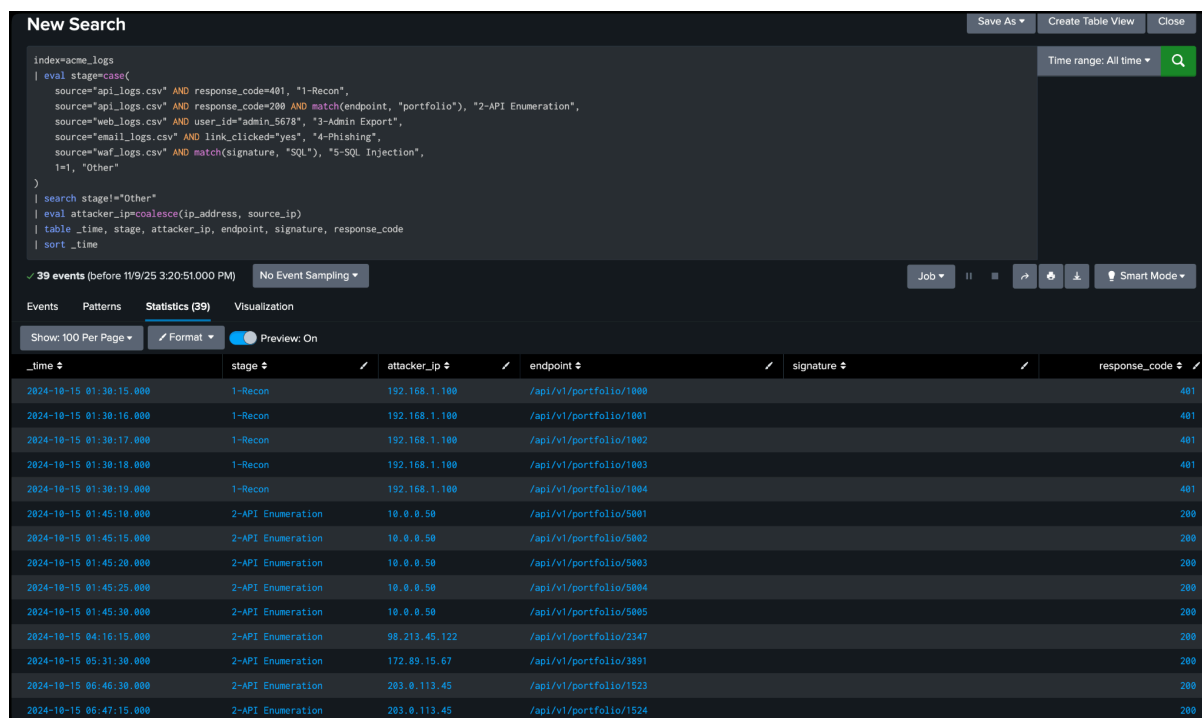 New Search
Save As ▾ Create Table View Close
index=acme_logs
| eval stage=case(
source="api_logs.csv" AND response_code=401, "1-Recon",
source="api_logs.csv" AND response_code=200 AND match(endpoint, "portfolio"), "2-API Enumeration",
source="web_logs.csv" AND user_id="admin_5678", "3-Admin Export",
source="email_logs.csv" AND link_clicked="yes", "4-Phishing",
source="waf_logs.csv" AND match(signature, "SQL"), "5-SQL Injection",
1=1, "Other"
)
| search stage!="Other"
| eval attacker_ip=coalesce(ip_address, source_ip)
| table _time, stage, attacker_ip, endpoint, signature, response_code
| sort _time
Time range: All time ▾
✓ 39 events (before 11/9/25 3:20:51.000 PM) No Event Sampling ▾
Job ▾ Smart Mode ▾
Events Patterns Statistics (39) Visualization
Show: 100 Per Page ▾ Format ▾ Preview: On
_time stage attacker_ip endpoint signature response_code
2024-10-15 01:30:15.000 1-Recon 192.168.1.100 /api/v1/portfolio/1000 401
2024-10-15 01:30:16.000 1-Recon 192.168.1.100 /api/v1/portfolio/1001 401
2024-10-15 01:30:17.000 1-Recon 192.168.1.100 /api/v1/portfolio/1002 401
2024-10-15 01:30:18.000 1-Recon 192.168.1.100 /api/v1/portfolio/1003 401
2024-10-15 01:30:19.000 1-Recon 192.168.1.100 /api/v1/portfolio/1004 401
2024-10-15 01:45:10.000 2-API Enumeration 10.0.0.50 /api/v1/portfolio/5001 200
2024-10-15 01:45:15.000 2-API Enumeration 10.0.0.50 /api/v1/portfolio/5002 200
2024-10-15 01:45:20.000 2-API Enumeration 10.0.0.50 /api/v1/portfolio/5003 200
2024-10-15 01:45:25.000 2-API Enumeration 10.0.0.50 /api/v1/portfolio/5004 200
2024-10-15 01:45:30.000 2-API Enumeration 10.0.0.50 /api/v1/portfolio/5005 200
2024-10-15 04:16:15.000 2-API Enumeration 98.213.45.122 /api/v1/portfolio/2347 200
2024-10-15 05:31:30.000 2-API Enumeration 172.89.15.67 /api/v1/portfolio/3891 200
2024-10-15 06:46:30.000 2-API Enumeration 203.0.113.45 /api/v1/portfolio/1523 200
2024-10-15 06:47:15.000 2-API Enumeration 203.0.113.45 /api/v1/portfolio/1524 200